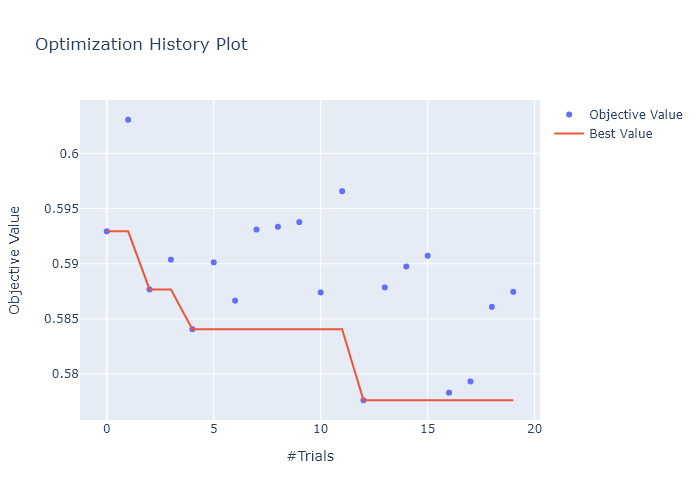 Optimization History Plot
Objective Value
Best Value
0.6
0.595
0.59
0.585
0.58
Objective Value
0
5
10
15
20
#Trials